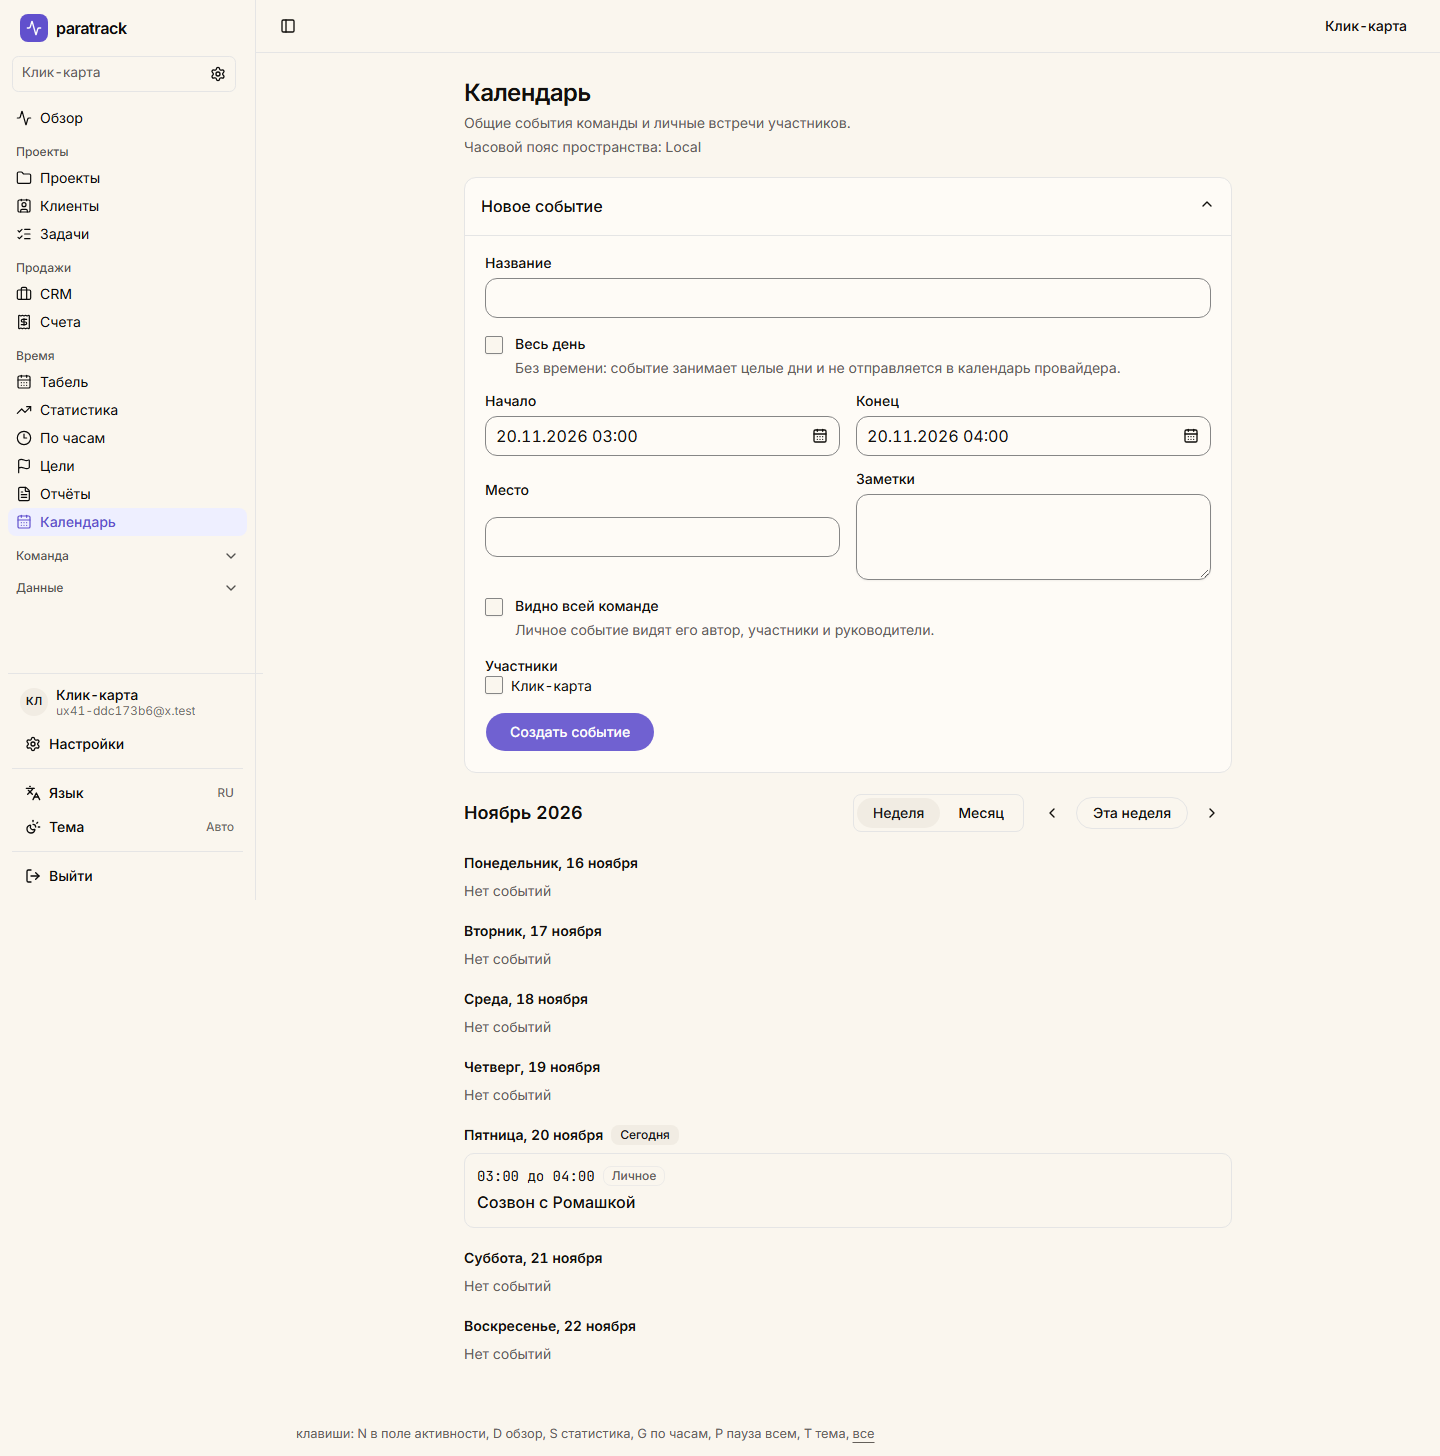 paratrack
Клик-карта
Обзор
Проекты
Проекты
Клиенты
Задачи
Продажи
CRM
Счета
Время
Табель
Статистика
По часам
Цели
Отчёты
Календарь
Команда
Данные
КЛ
Клик-карта
ux41-ddc173b6@x.test
Настройки
Язык RU
Тема Авто
Выйти
Клик-карта
Календарь
Общие события команды и личные встречи участников.
Часовой пояс пространства: Local
Новое событие
Название
Весь день
Без времени: событие занимает целые дни и не отправляется в календарь провайдера.
Начало Конец
20.11.2026 03:00 20.11.2026 04:00
Место Заметки
Видно всей команде
Личное событие видят его автор, участники и руководители.
Участники
Клик-карта
Создать событие
Ноябрь 2026 Неделя Месяц Эта неделя
Понедельник, 16 ноября
Нет событий
Вторник, 17 ноября
Нет событий
Среда, 18 ноября
Нет событий
Четверг, 19 ноября
Нет событий
Пятница, 20 ноября Сегодня
03:00 до 04:00 Личное
Созвон с Ромашкой
Суббота, 21 ноября
Нет событий
Воскресенье, 22 ноября
Нет событий
клавиши: N в поле активности, D обзор, S статистика, G по часам, P пауза всем, T тема, все